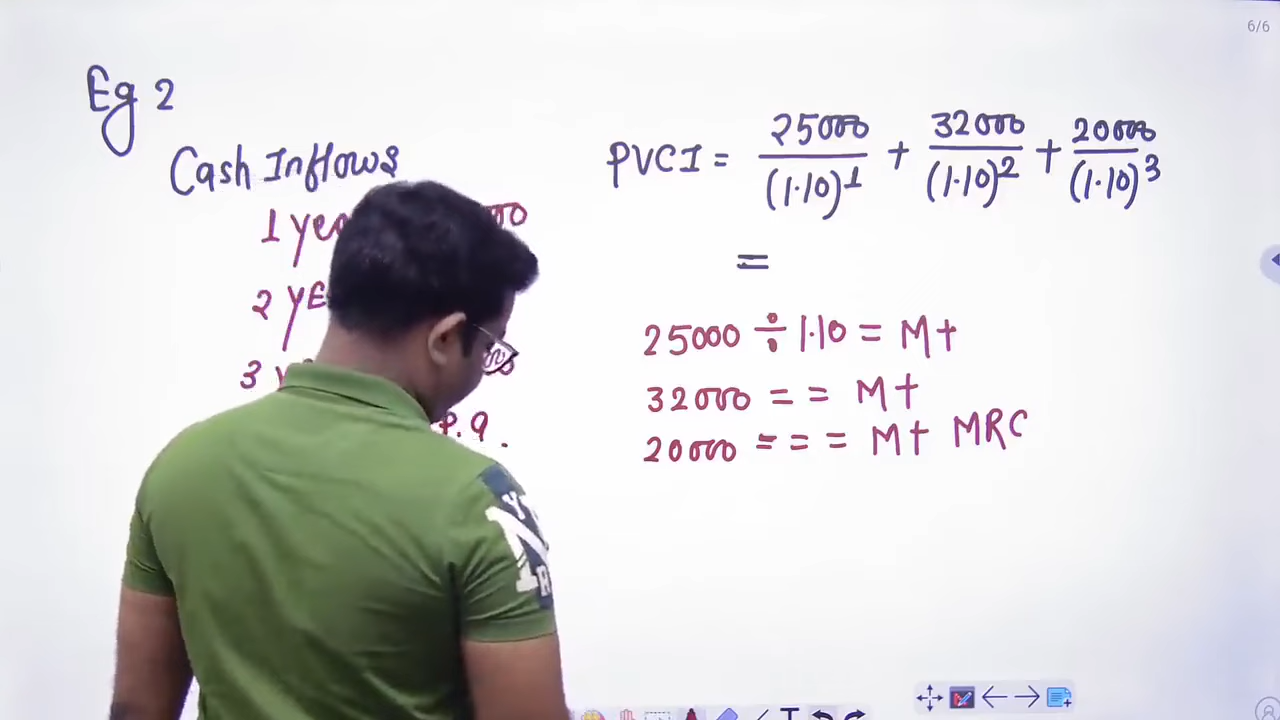 6/6
Eg 2
Cash Inflows
1 yea
2 YE
3 Y
P.9.
PVCI = 25000/(1.10)^1 + 32000/(1.10)^2 + 20000/(1.10)^3
=
25000 ÷ 1.10 = M+
32000 = = M+
20000 = = = M+ MRC